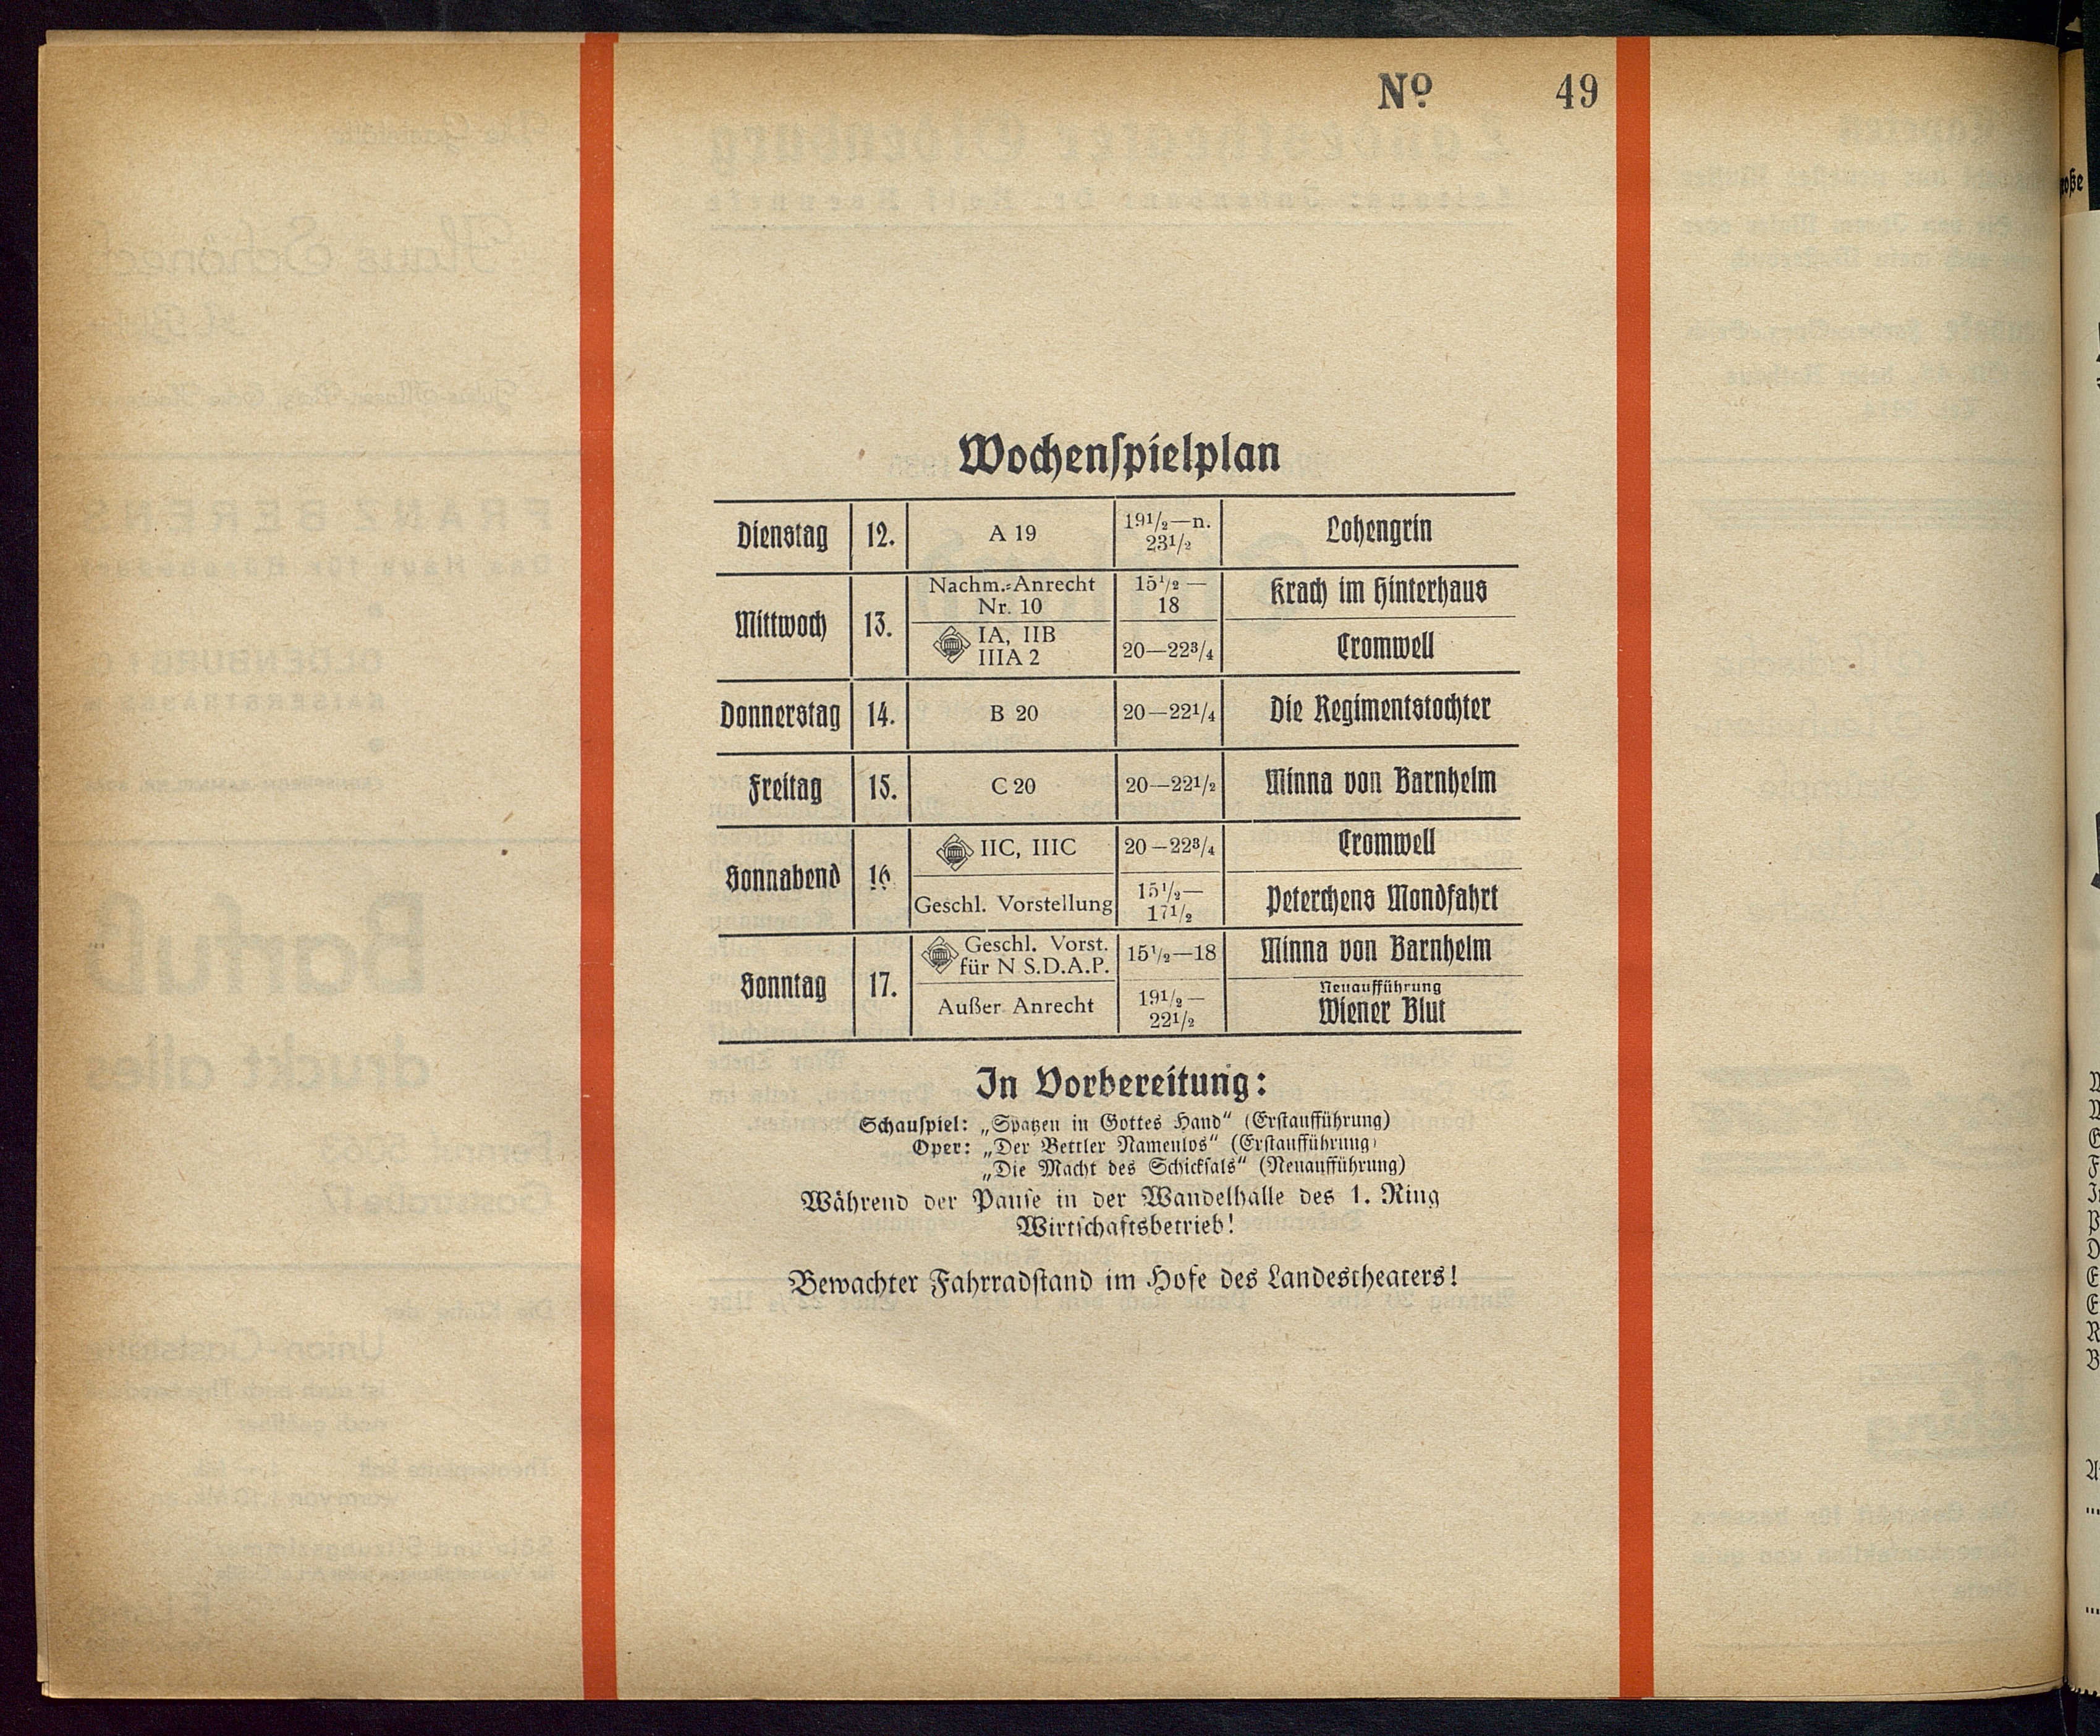 Nº 49
Wochenspielplan
Dienstag 12. A 19 19½—n. 23½ Lohengrin
Mittwoch 13. Nachm.-Anrecht Nr. 10 15½—18 Krach im Hinterhaus
IA, IIB IIIA 2 20—22¾ Cromwell
Donnerstag 14. B 20 20—22¼ Die Regimentstochter
Freitag 15. C 20 20—22½ Minna von Barnhelm
Sonnabend 16. IIC, IIIC 20—22¾ Cromwell
Geschl. Vorstellung 15½—17½ Peterchens Mondfahrt
Sonntag 17. Geschl. Vorst. für N S.D.A.P. 15½—18 Minna von Barnhelm
Außer Anrecht 19½—22½ Neuaufführung Wiener Blut
In Vorbereitung:
Schauspiel: „Spatzen in Gottes Hand“ (Erstaufführung)
Oper: „Der Bettler Namenlos“ (Erstaufführung)
„Die Macht des Schicksals“ (Neuaufführung)
Während der Pause in der Wandelhalle des 1. Ring
Wirtschaftsbetrieb!
Bewachter Fahrradstand im Hofe des Landestheaters!